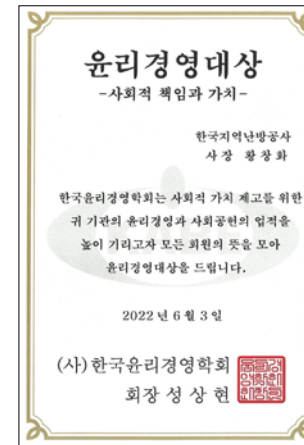 윤리경영대상
-사회적 책임과 가치-
한국지역난방공사
사장 황창화
한국윤리경영학회는 사회적 가치 제고를 위한
귀 기관의 윤리경영과 사회공헌의 업적을
높이 기리고자 모든 회원의 뜻을 모아
윤리경영대상을 드립니다.
2022년 6월 3일
(사)한국윤리경영학회
회장 성상현